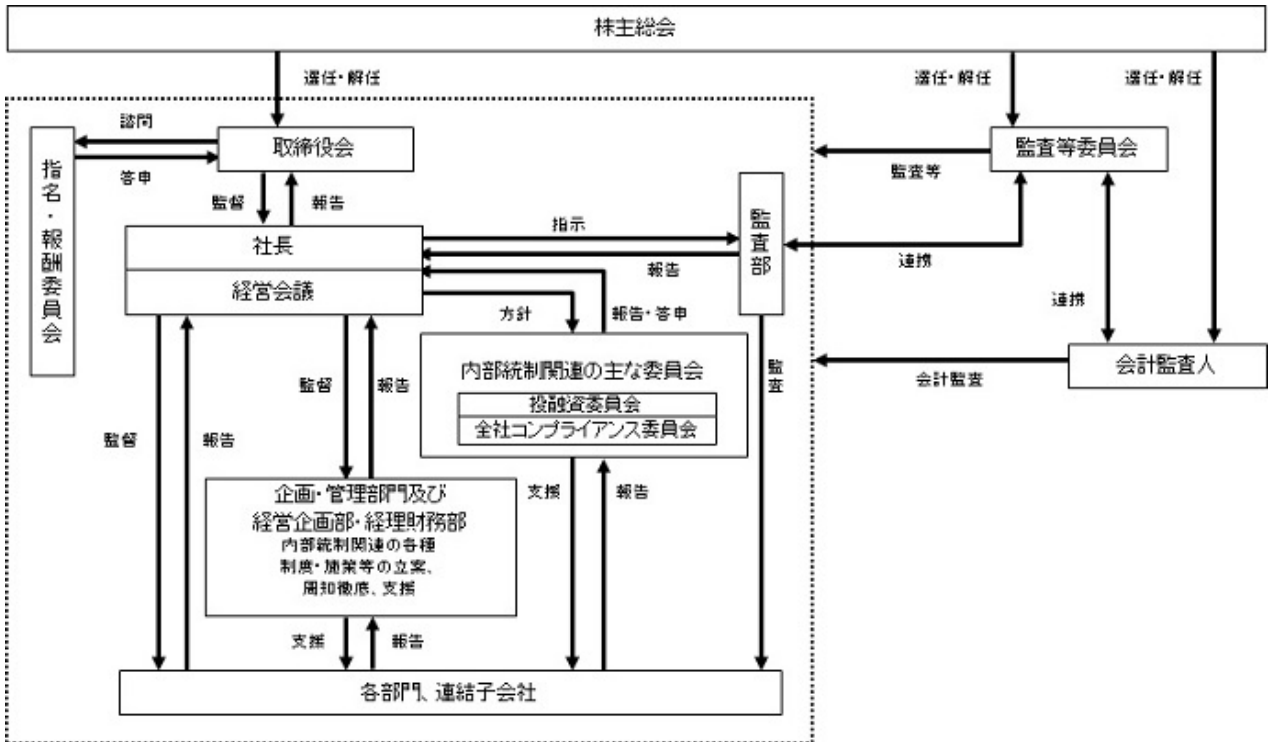 株主総会
選任・解任
選任・解任
選任・解任
諮問
答申
取締役会
監査等委員会
監査等
指名・報酬委員会
監督
報告
監査部
社長
経営会議
指示
報告
連携
連携
方針
報告・答申
会計監査人
会計監査
内部統制関連の主な委員会
投融資委員会
全社コンプライアンス委員会
監査
監督
報告
監督
報告
企画・管理部門及び
経営企画部・経理財務部
内部統制関連の各種
制度・施策等の立案、
周知徹底、支援
支援
報告
支援
報告
各部門、連結子会社